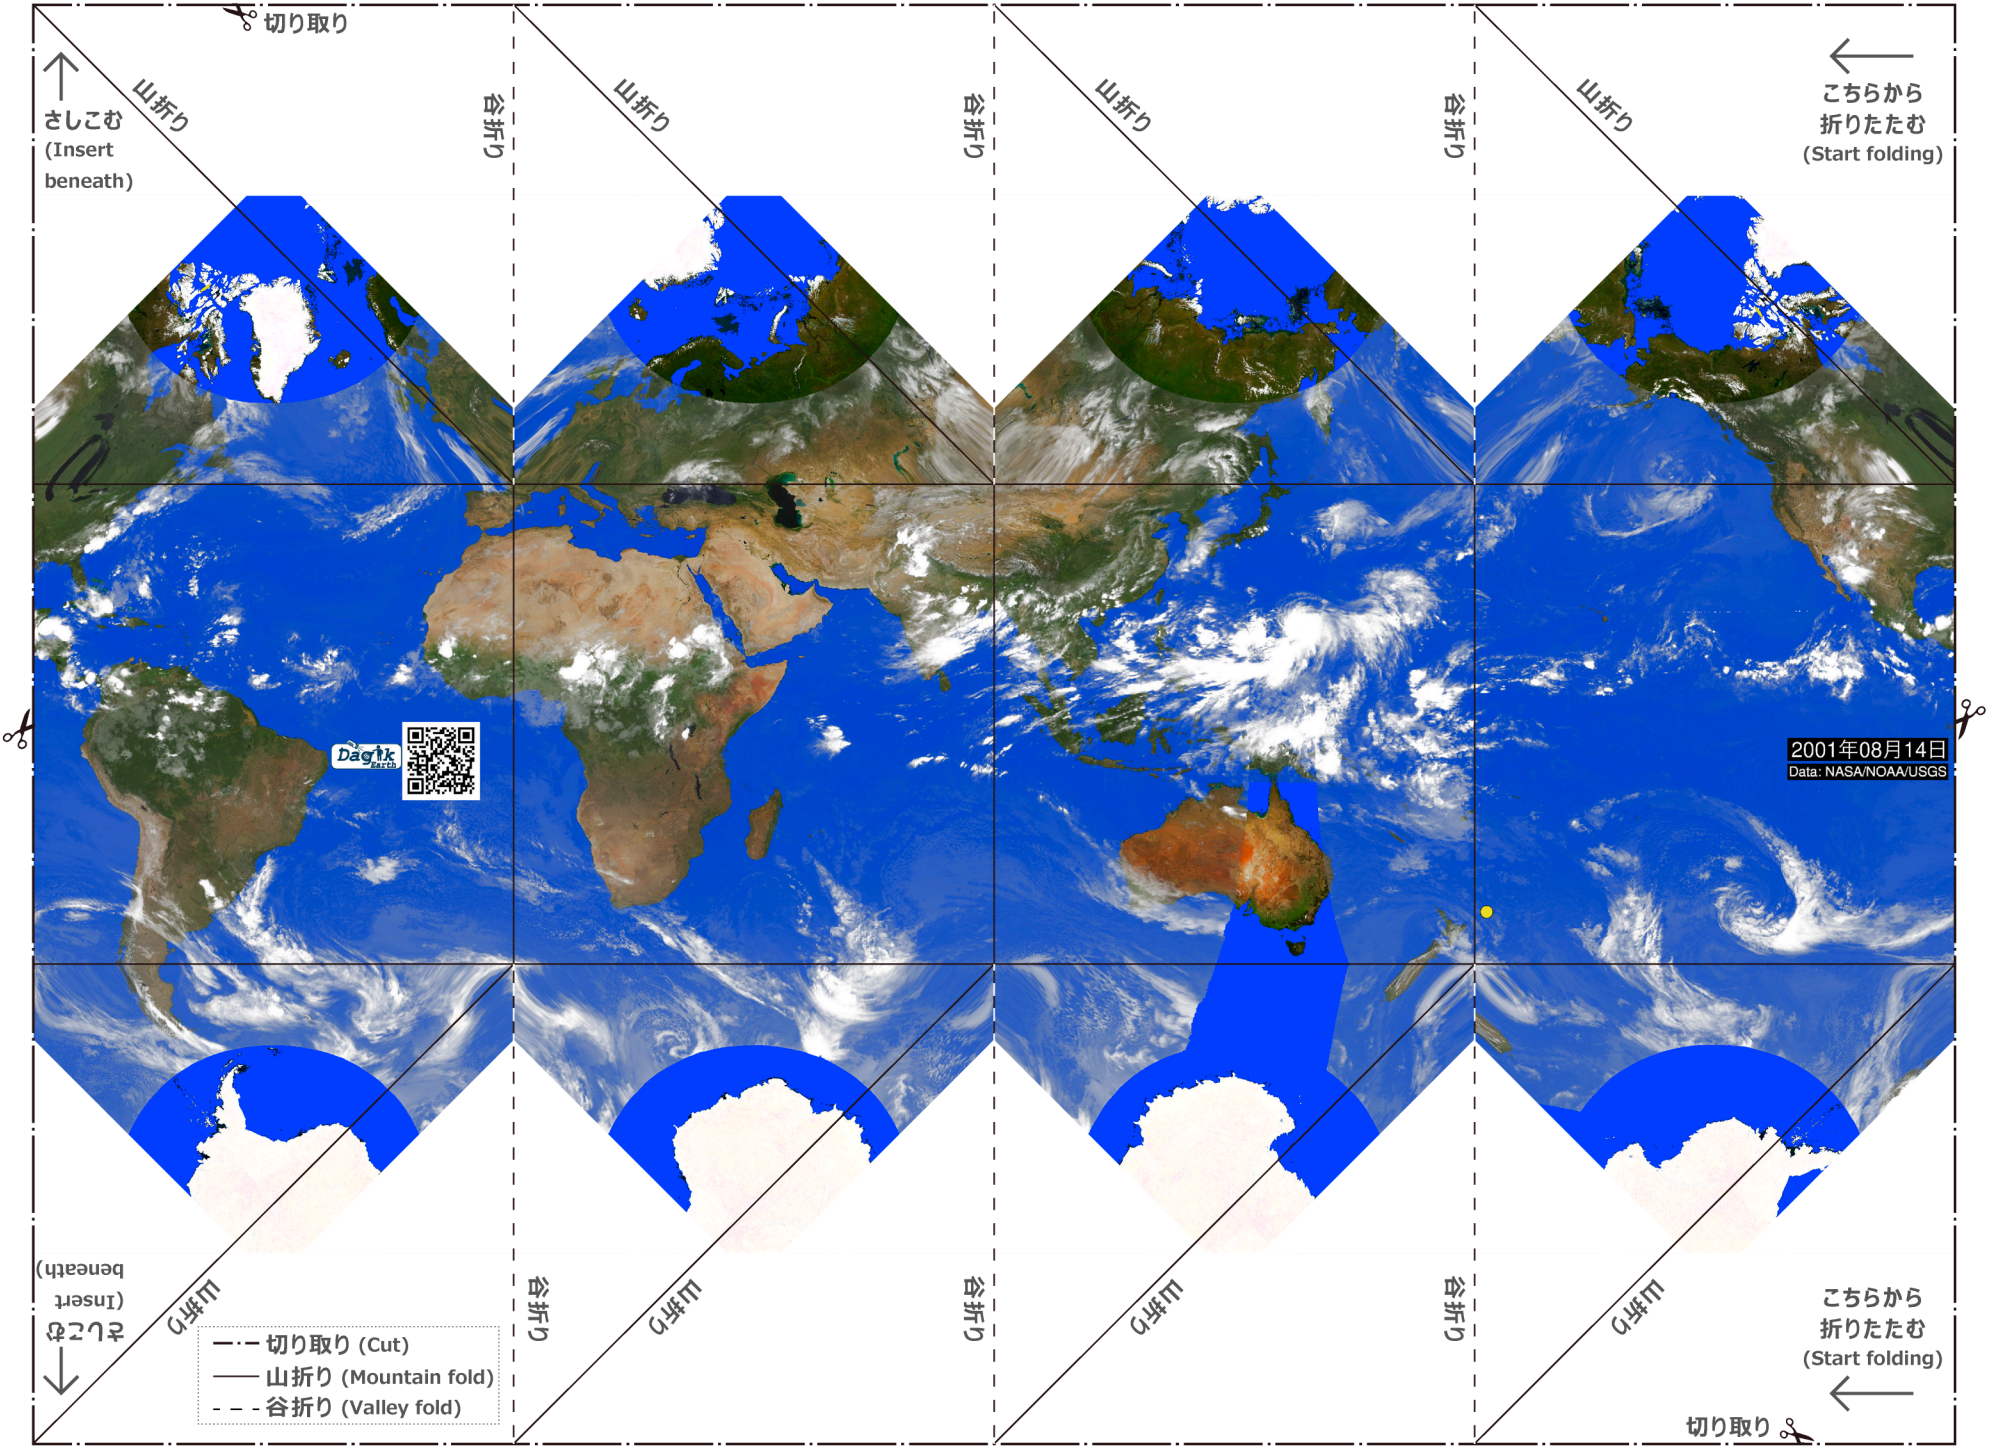 切り取り
さしこむ
(Insert
beneath)
山折り
谷折り
山折り
谷折り
山折り
谷折り
山折り
こちらから
折りたたむ
(Start folding)
Dagik
Earth
2001年08月14日
Data: NASA/NOAA/USGS
さしこむ
(Insert
beneath)
山折り
谷折り
山折り
谷折り
山折り
谷折り
山折り
こちらから
折りたたむ
(Start folding)
切り取り (Cut)
山折り (Mountain fold)
谷折り (Valley fold)
切り取り